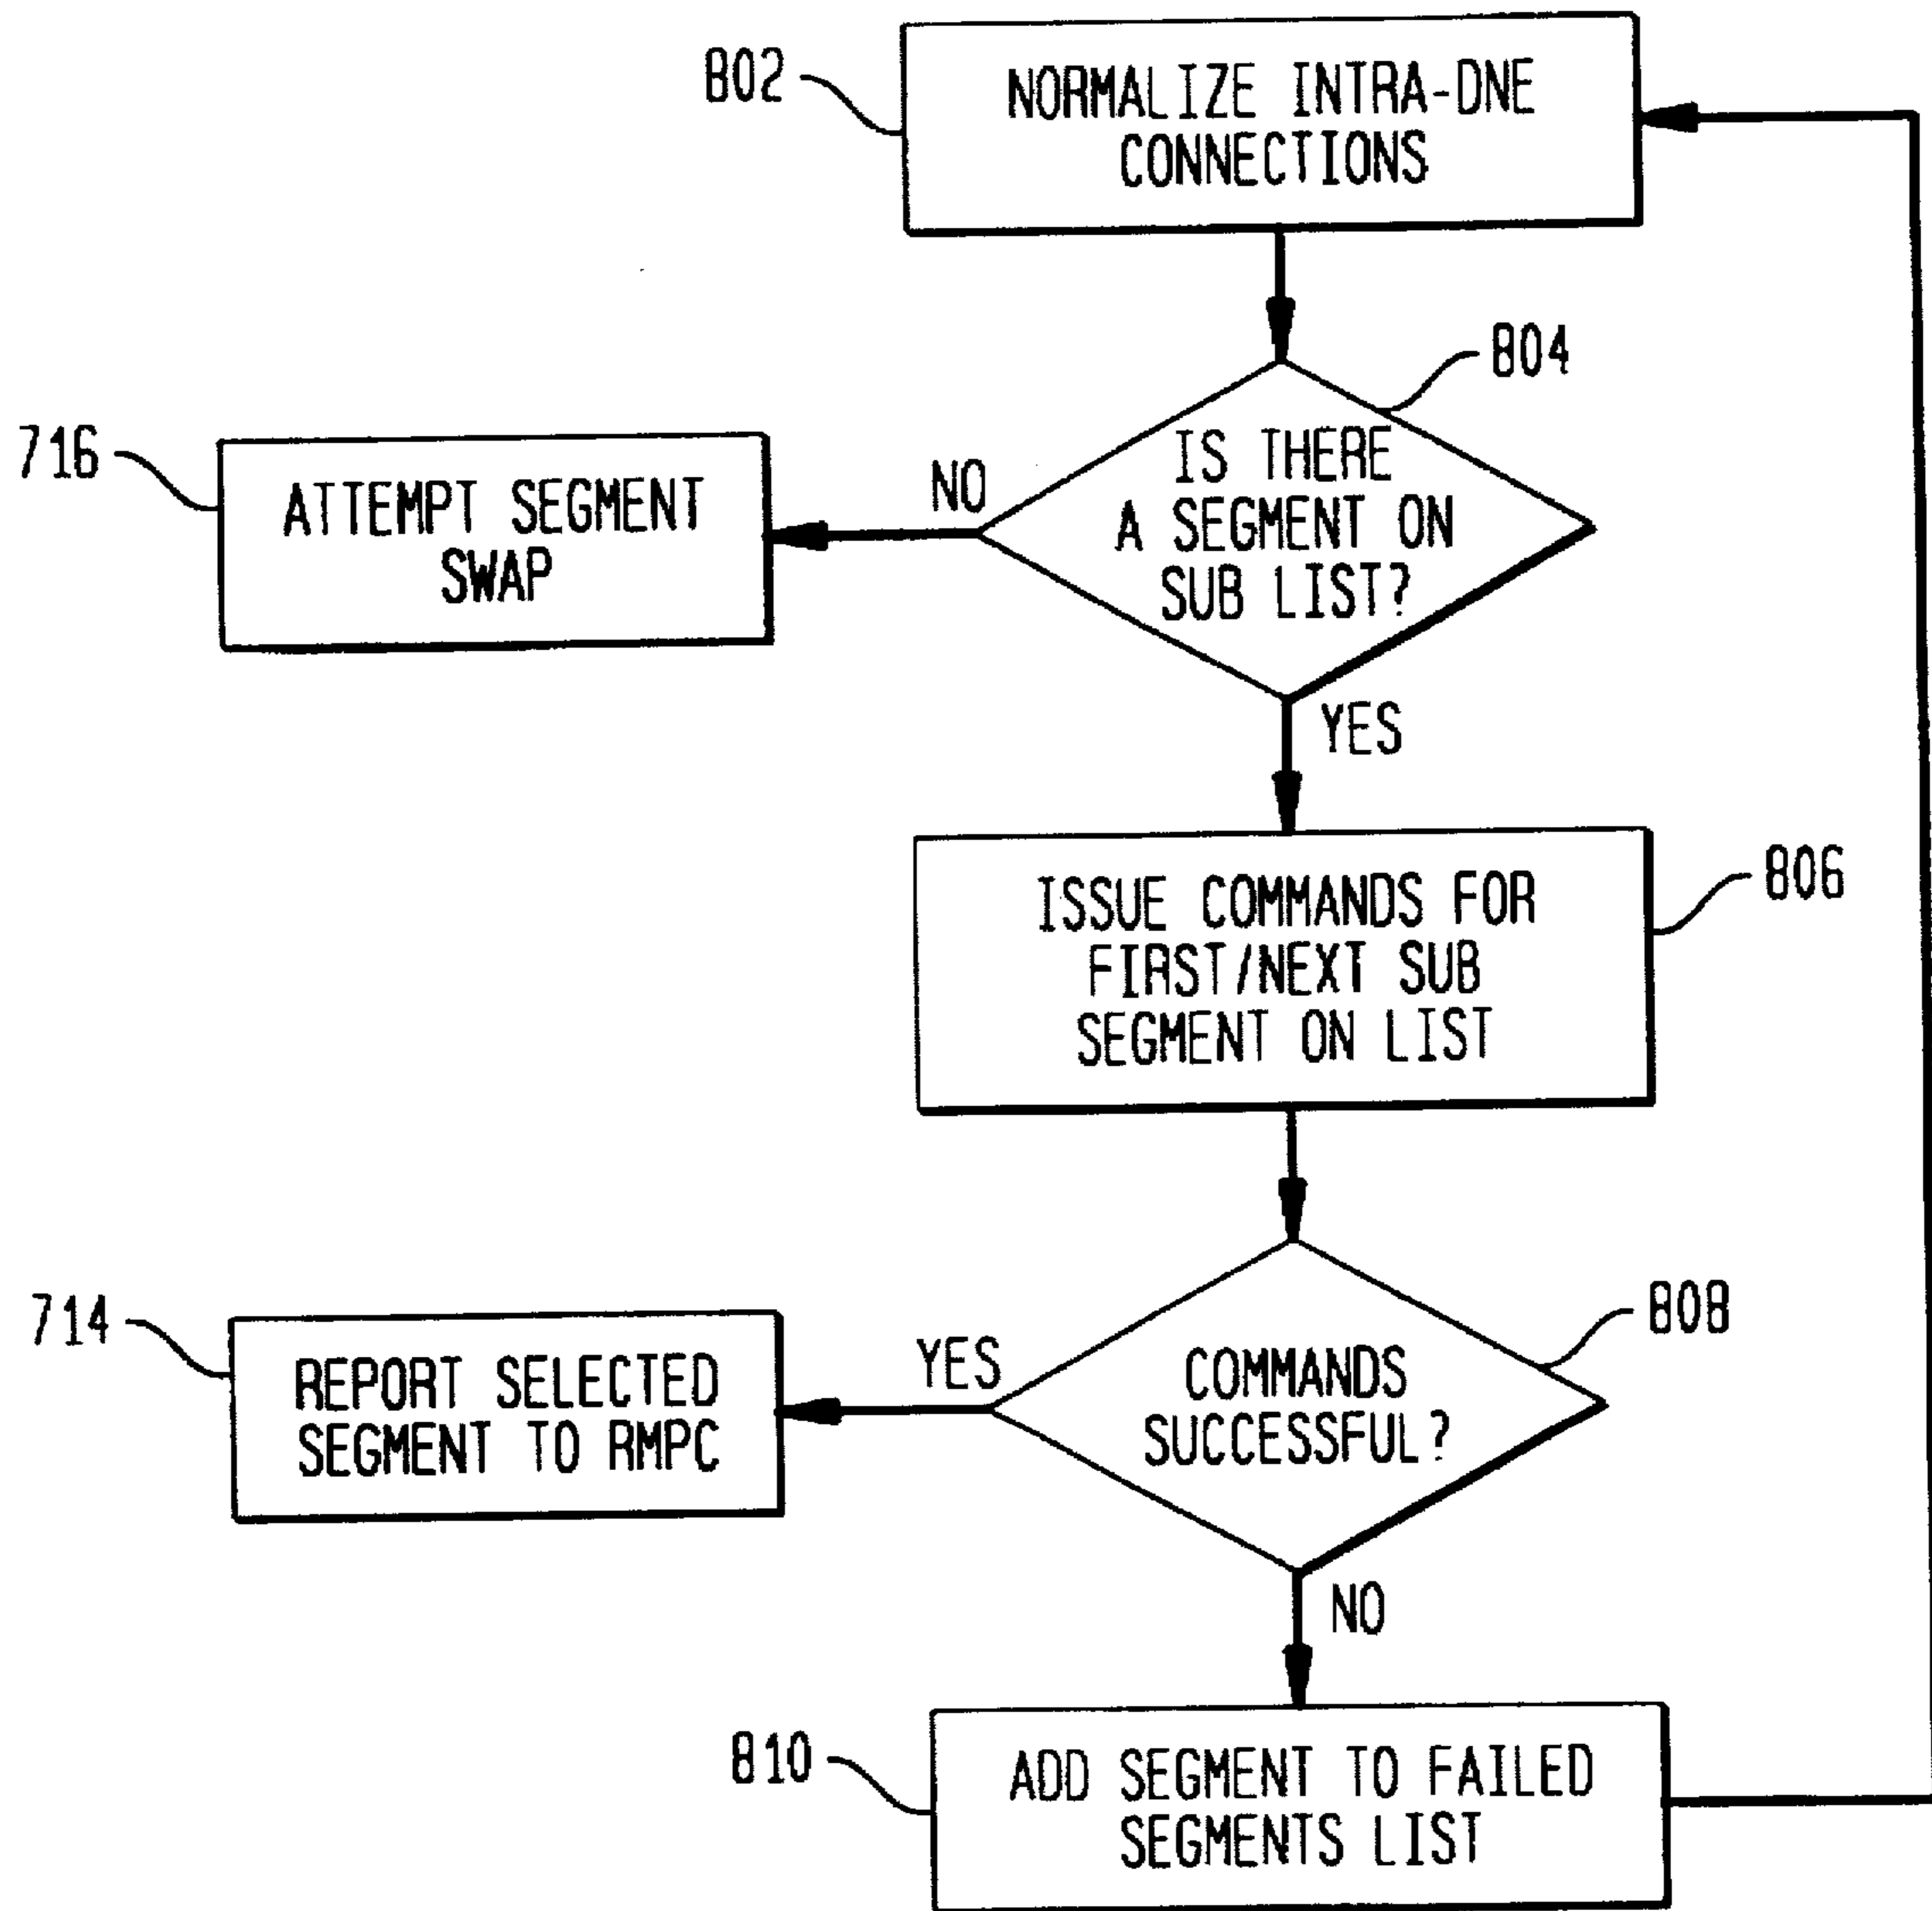 802
NORMALIZE INTRA-DNE
CONNECTIONS
804
IS THERE
A SEGMENT ON
SUB LIST?
NO
716
ATTEMPT SEGMENT
SWAP
YES
806
ISSUE COMMANDS FOR
FIRST/NEXT SUB
SEGMENT ON LIST
808
COMMANDS
SUCCESSFUL?
YES
714
REPORT SELECTED
SEGMENT TO RMPC
NO
810
ADD SEGMENT TO FAILED
SEGMENTS LIST